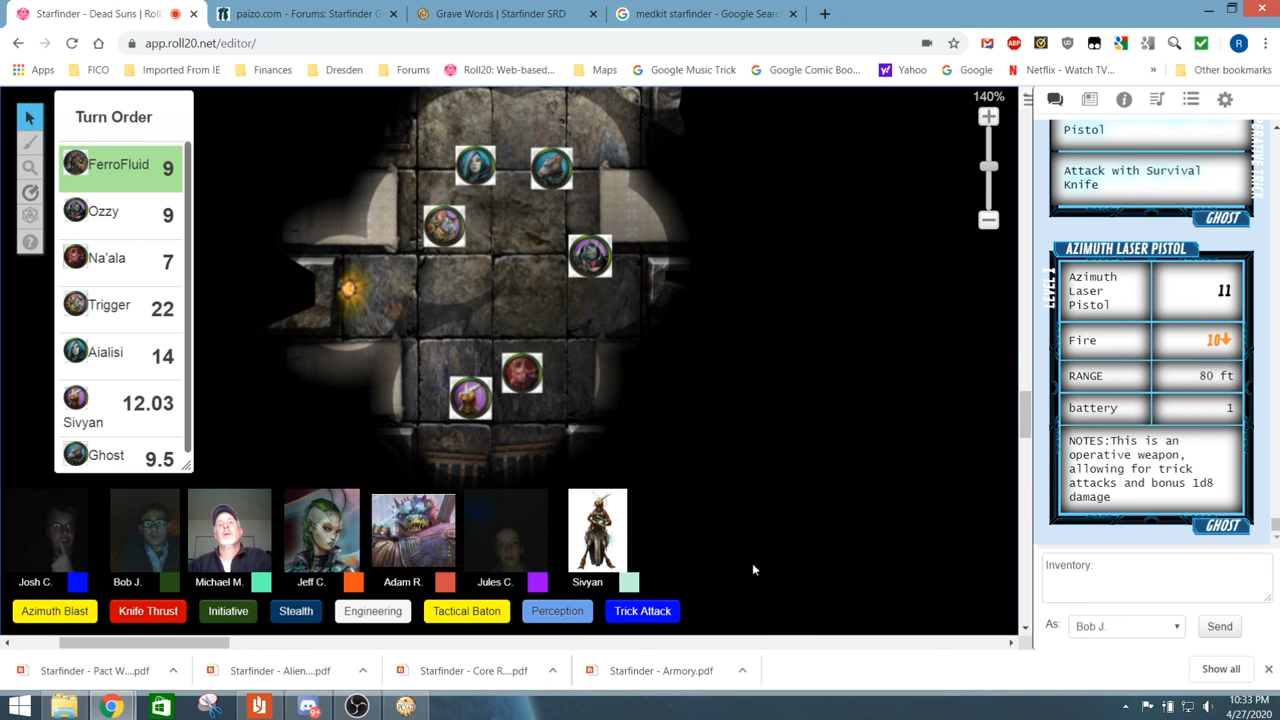 Starfinder - Dead Suns | Roll2
paizo.com - Forums: Starfinder G
Grave Words | Starfinder SRD
medkit starfinder - Google Searc
app.roll20.net/editor/
Apps
FICO
Imported From IE
Finances
Dresden
Forums
Roll20: Web-based...
Maps
Google Music Trick
Google Comic Boo...
Yahoo
Google
Netflix - Watch TV...
»
Other bookmarks
Turn Order
FerroFluid 9
Ozzy 9
Na'ala 7
Trigger 22
Aialisi 14
Sivyan 12.03
Ghost 9.5
140%
Pistol
Attack with Survival
Knife
GHOST
AZIMUTH LASER PISTOL
LEVEL 1
Azimuth
Laser
Pistol
11
Fire 10
RANGE 80 ft
battery 1
NOTES:This is an
operative weapon,
allowing for trick
attacks and bonus 1d8
damage
GHOST
Josh C.
Bob J.
Michael M.
Jeff C.
Adam R.
Jules C.
Sivyan
Azimuth Blast
Knife Thrust
Initiative
Stealth
Engineering
Tactical Baton
Perception
Trick Attack
Inventory:
As: Bob J. Send
Starfinder - Pact W....pdf
Starfinder - Alien....pdf
Starfinder - Core R....pdf
Starfinder - Armory.pdf
Show all
10:33 PM
4/27/2020